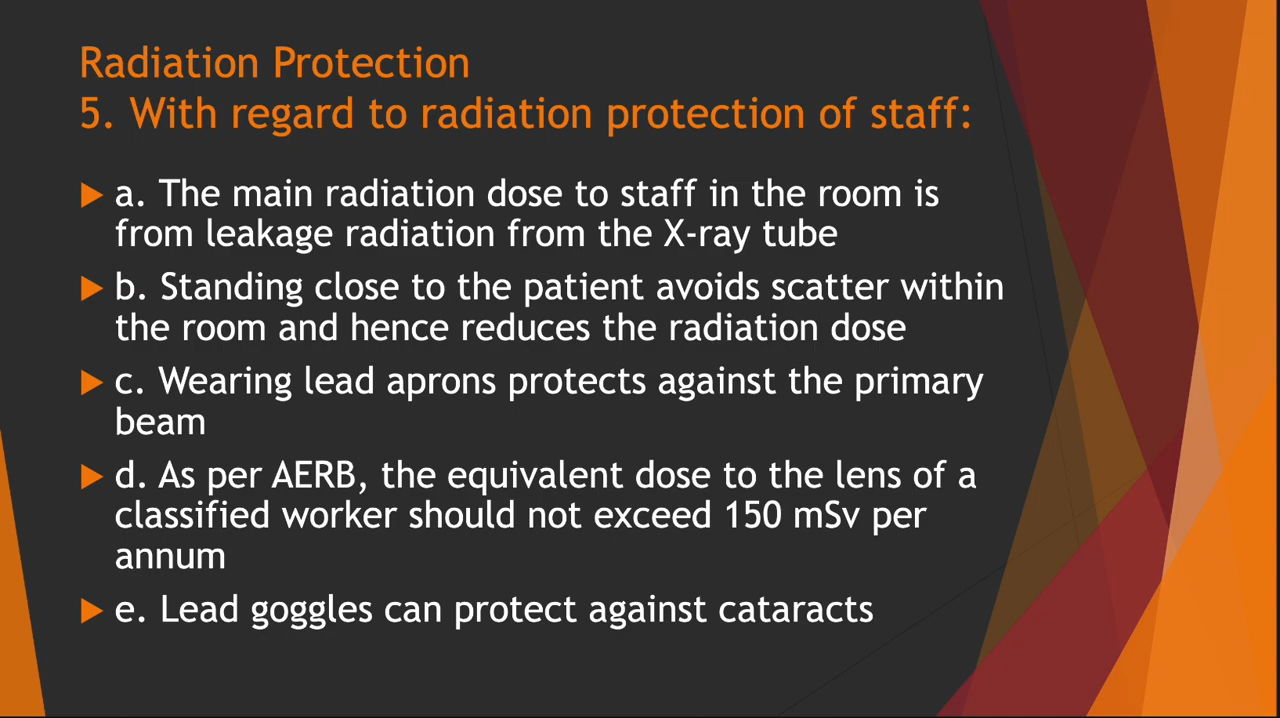 Radiation Protection
5. With regard to radiation protection of staff:
a. The main radiation dose to staff in the room is
from leakage radiation from the X-ray tube
b. Standing close to the patient avoids scatter within
the room and hence reduces the radiation dose
c. Wearing lead aprons protects against the primary
beam
d. As per AERB, the equivalent dose to the lens of a
classified worker should not exceed 150 mSv per
annum
e. Lead goggles can protect against cataracts